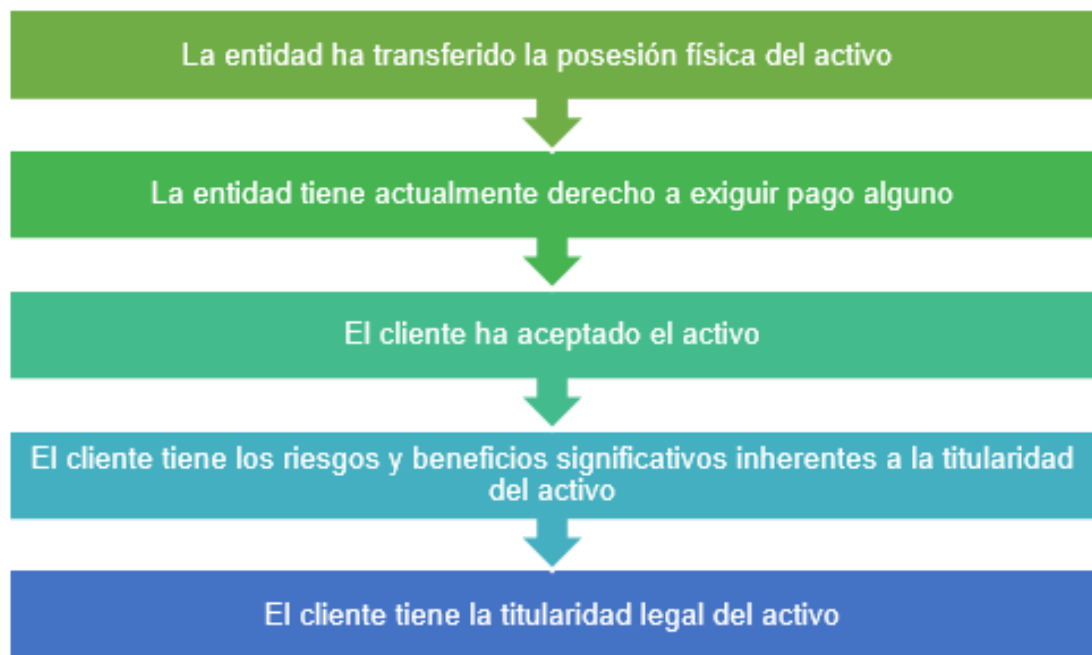 La entidad ha transferido la posesión física del activo
La entidad tiene actualmente derecho a exiguir pago alguno
El cliente ha aceptado el activo
El cliente tiene los riesgos y beneficios significativos inherentes a la titularidad
del activo
El cliente tiene la titularidad legal del activo